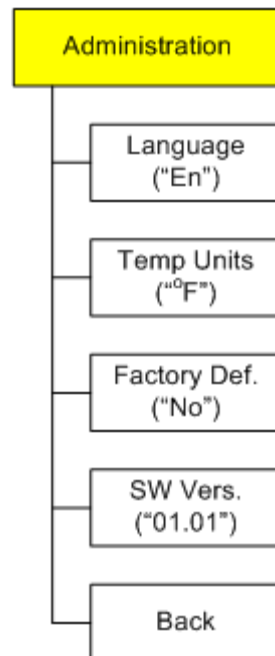 Administration
Language
(“En”)
Temp Units
(“°F”)
Factory Def.
(“No”)
SW Vers.
(“01.01”)
Back